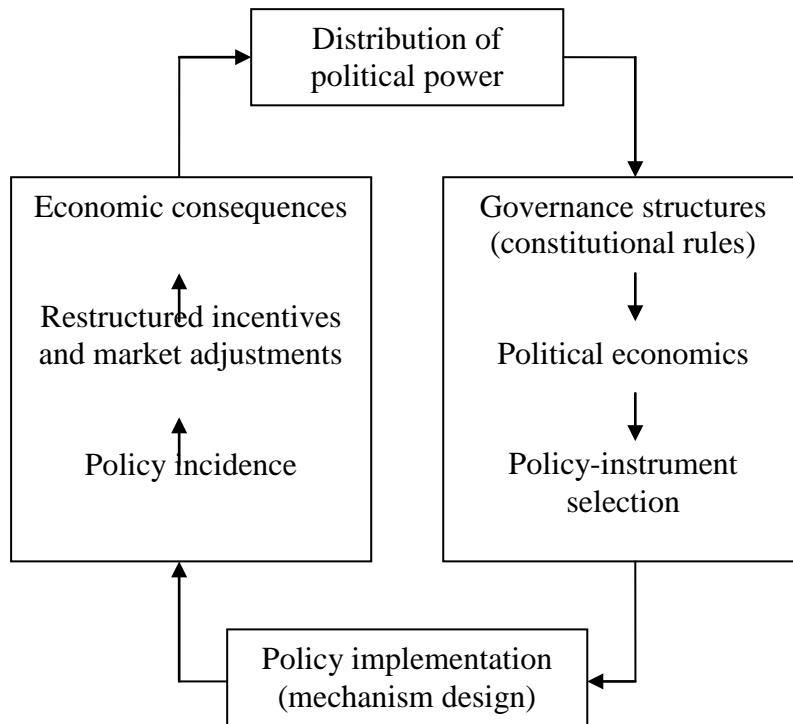 Distribution of
political power
Economic consequences
Restructured incentives
and market adjustments
Policy incidence
Governance structures
(constitutional rules)
Political economics
Policy-instrument
selection
Policy implementation
(mechanism design)